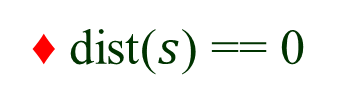 ♦ dist(s) == 0